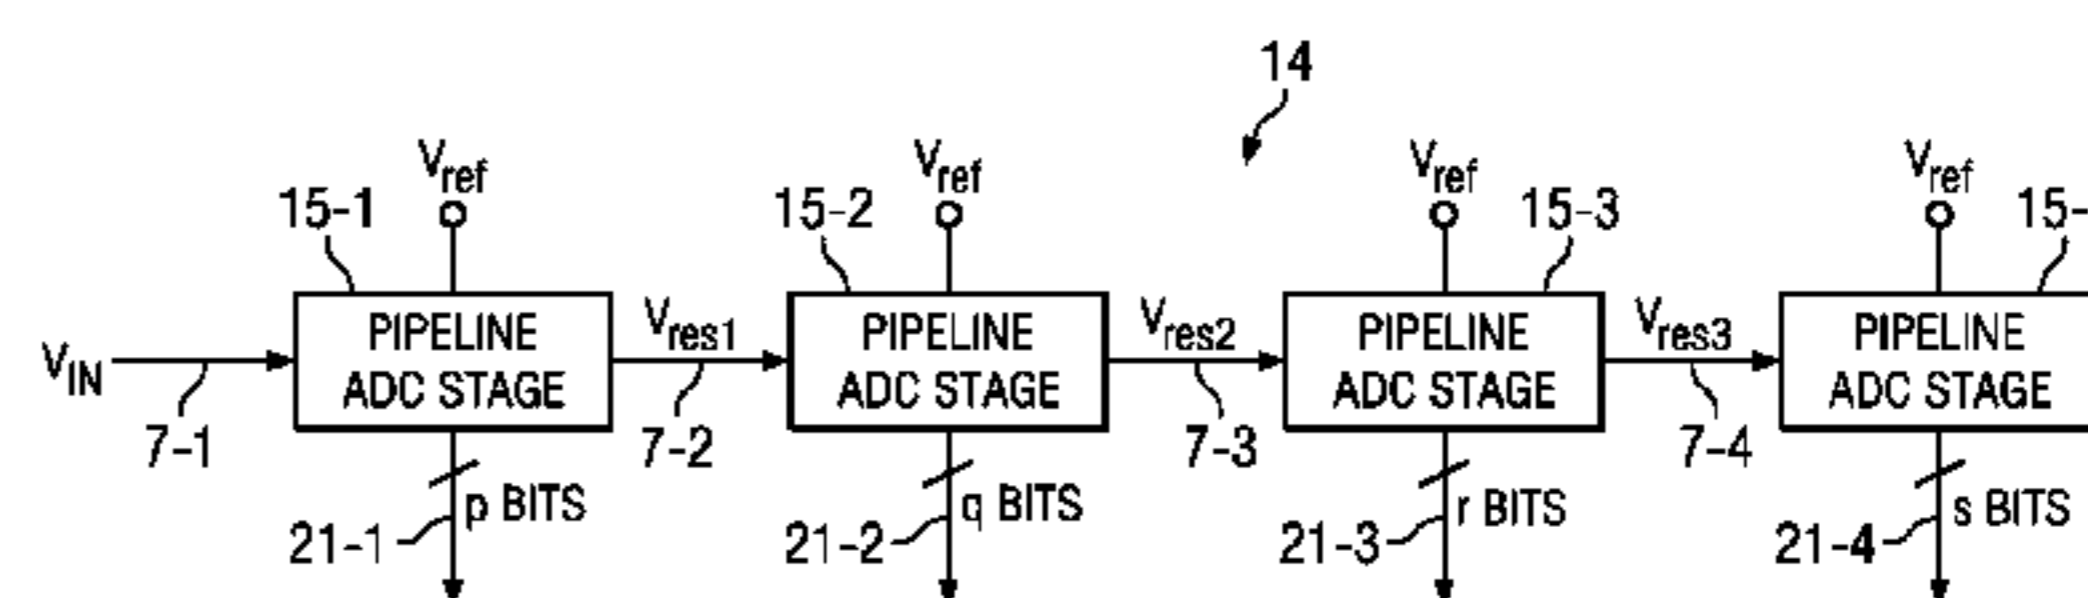 14
Vref Vref Vref Vref
15-1 15-2 15-3 15-
PIPELINE ADC STAGE PIPELINE ADC STAGE PIPELINE ADC STAGE PIPELINE ADC STAGE
VIN Vres1 Vres2 Vres3
7-1 7-2 7-3 7-4
p BITS q BITS r BITS s BITS
21-1 21-2 21-3 21-4